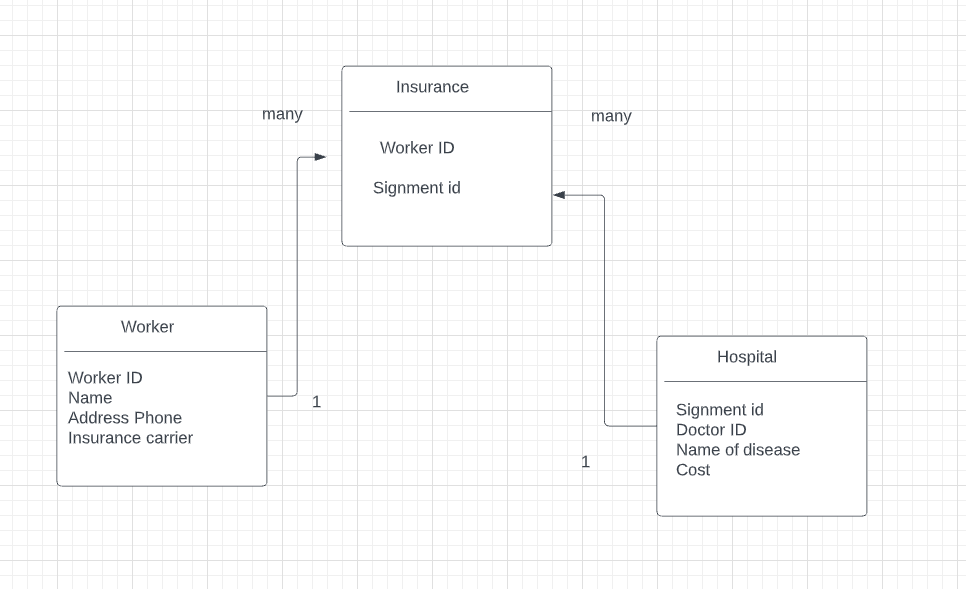 Insurance
many
many
Worker ID
Signment id
Worker
Worker ID
Name
Address Phone
Insurance carrier
1
Hospital
Signment id
Doctor ID
Name of disease
Cost
1